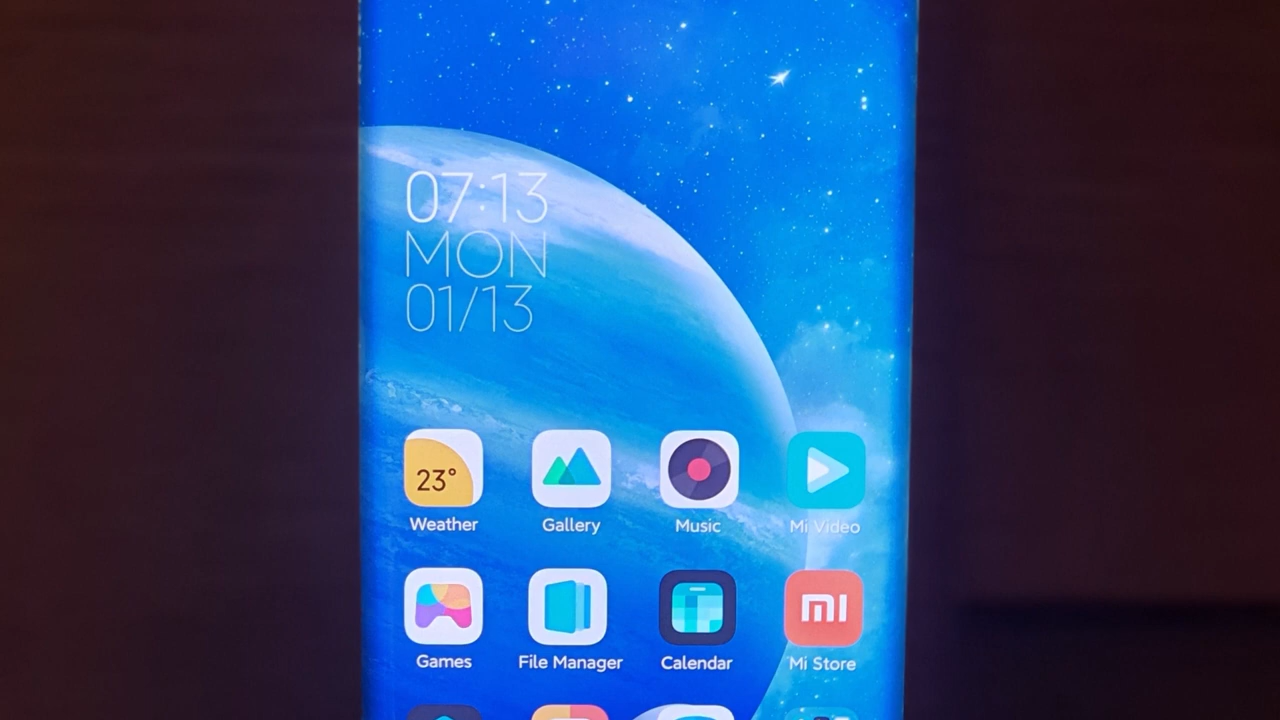 07:13
MON
01/13
23°
Weather
Gallery
Music
Mi Video
Games
File Manager
Calendar
mi
Mi Store